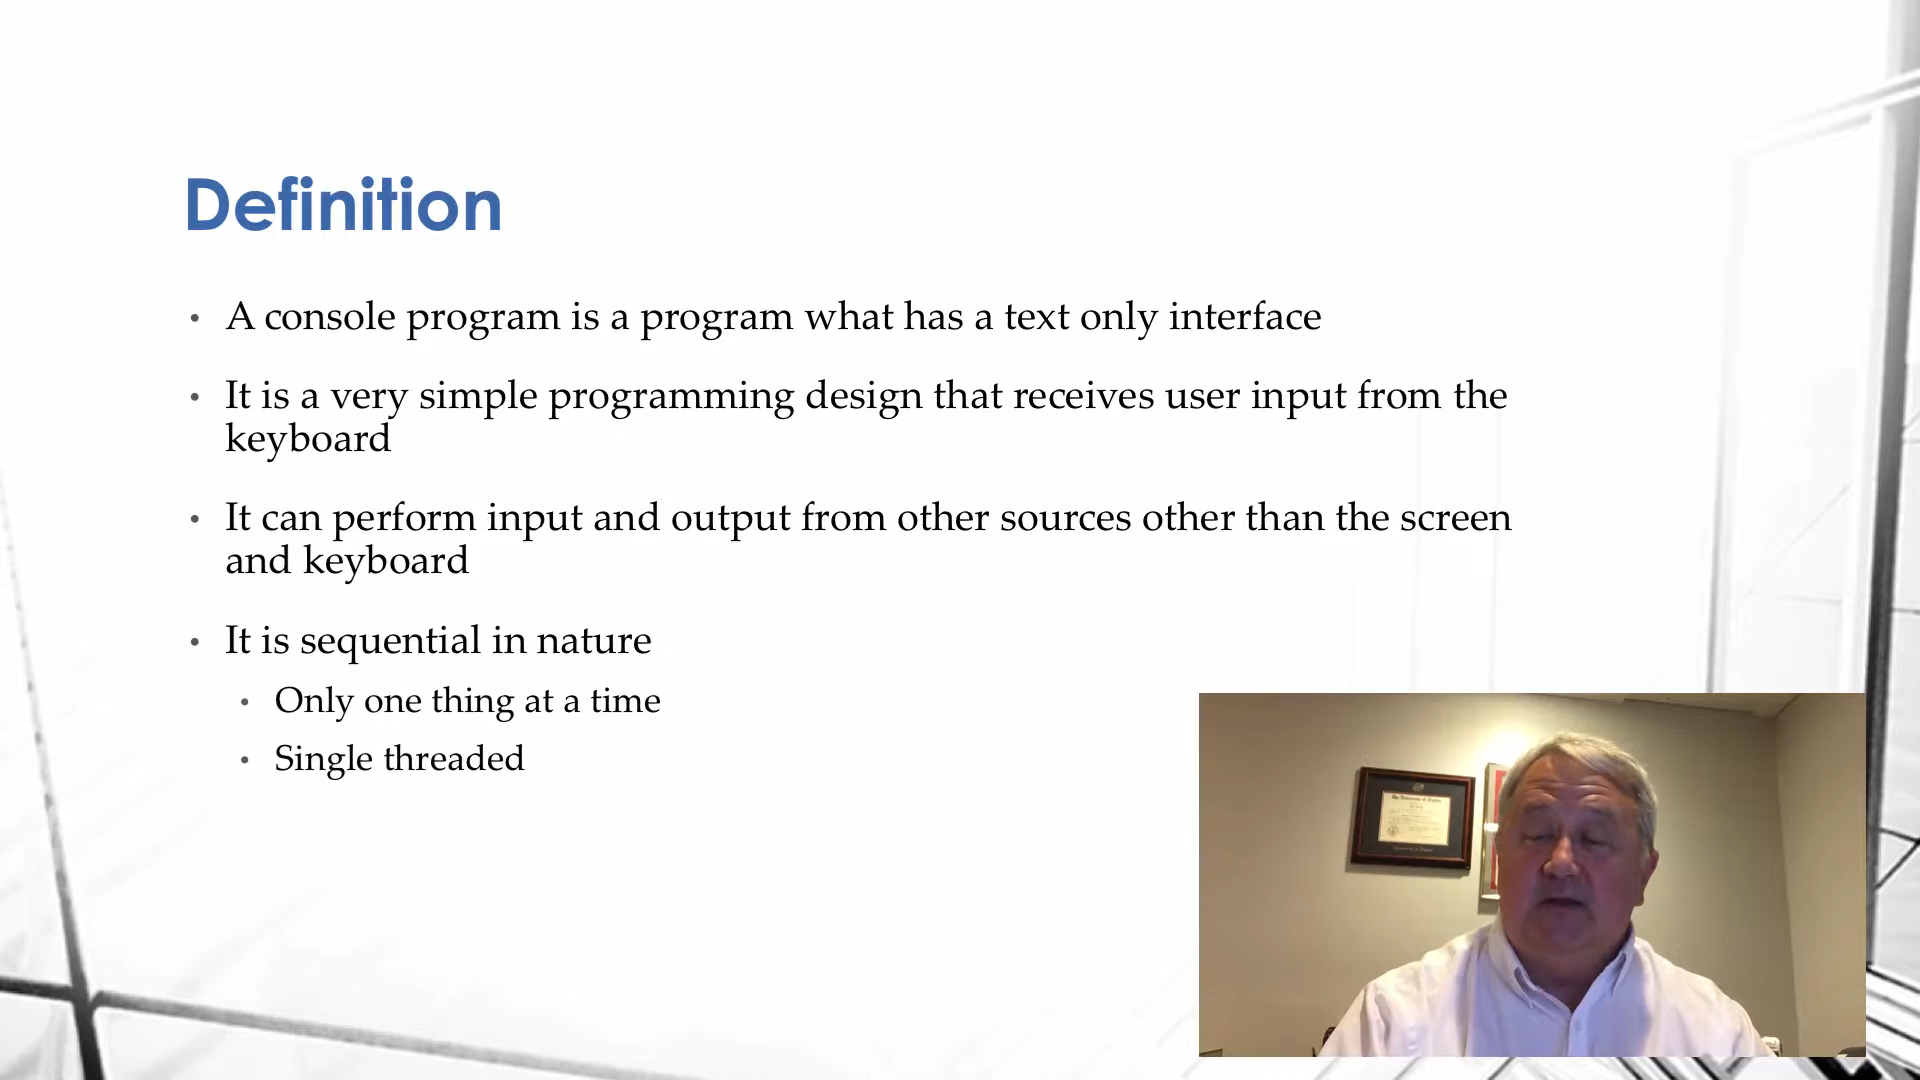 Definition
• A console program is a program what has a text only interface
• It is a very simple programming design that receives user input from the
keyboard
• It can perform input and output from other sources other than the screen
and keyboard
• It is sequential in nature
• Only one thing at a time
• Single threaded